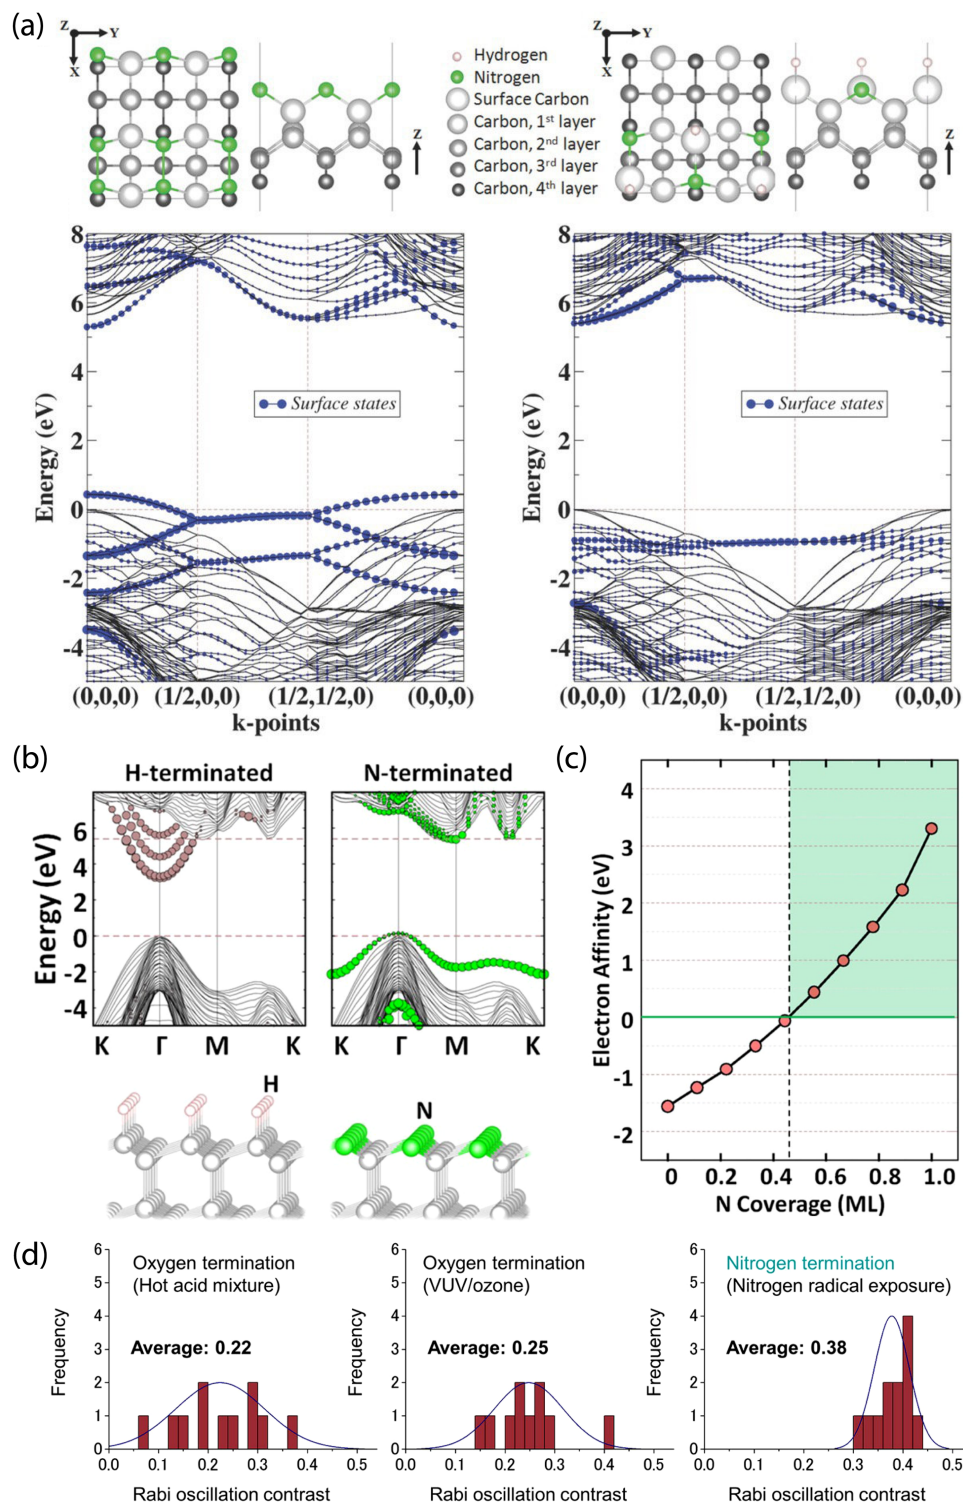 (a)
Z
Y
X
Hydrogen
Nitrogen
Surface Carbon
Carbon, 1st layer
Carbon, 2nd layer
Carbon, 3rd layer
Carbon, 4th layer
Z
Z
Y
X
Z
8
6
4
2
0
-2
-4
Energy (eV)
Surface states
(0,0,0) (1/2,0,0) (1/2,1/2,0) (0,0,0)
k-points
8
6
4
2
0
-2
-4
Energy (eV)
Surface states
(0,0,0) (1/2,0,0) (1/2,1/2,0) (0,0,0)
k-points
(b)
H-terminated
N-terminated
6
4
2
0
-2
-4
Energy (eV)
K Γ M K
6
4
2
0
-2
-4
K Γ M K
H
N
(c)
4
3
2
1
0
-1
-2
Electron Affinity (eV)
0 0.2 0.4 0.6 0.8 1.0
N Coverage (ML)
(d)
Oxygen termination
(Hot acid mixture)
Average: 0.22
6
5
4
3
2
1
0
Frequency
0.0 0.1 0.2 0.3 0.4 0.5
Rabi oscillation contrast
Oxygen termination
(VUV/ozone)
Average: 0.25
6
5
4
3
2
1
0
Frequency
0.0 0.1 0.2 0.3 0.4 0.5
Rabi oscillation contrast
Nitrogen termination
(Nitrogen radical exposure)
Average: 0.38
6
5
4
3
2
1
0
Frequency
0.0 0.1 0.2 0.3 0.4 0.5
Rabi oscillation contrast